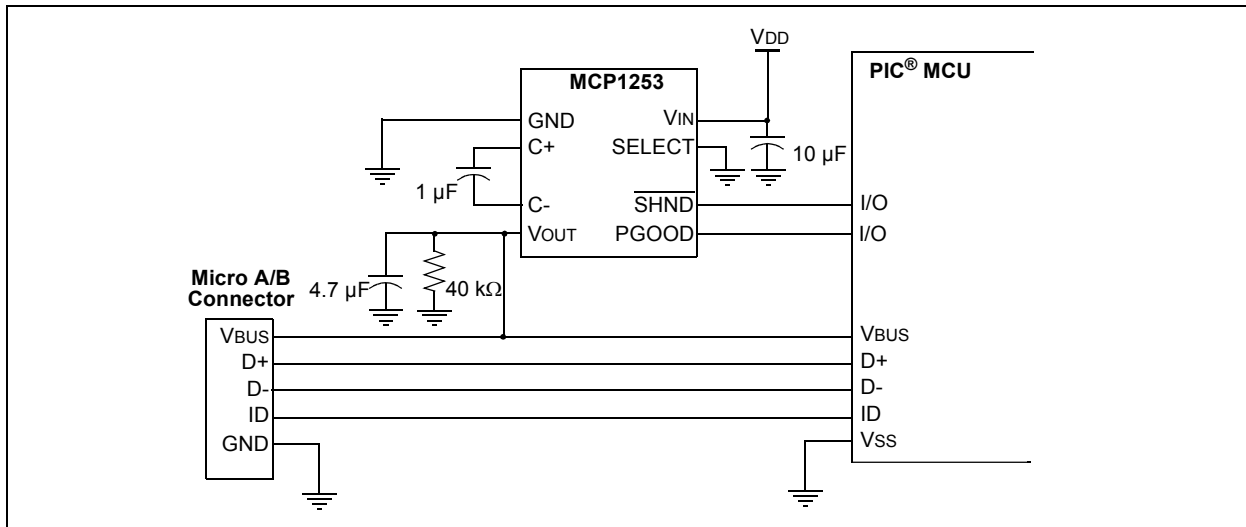 VDD
PIC® MCU
MCP1253
GND
VIN
C+
SELECT
10 µF
1 µF
C-
SHND
I/O
VOUT
PGOOD
I/O
Micro A/B
Connector
4.7 µF
40 kΩ
VBUS
VBUS
D+
D+
D-
D-
ID
ID
GND
VSS